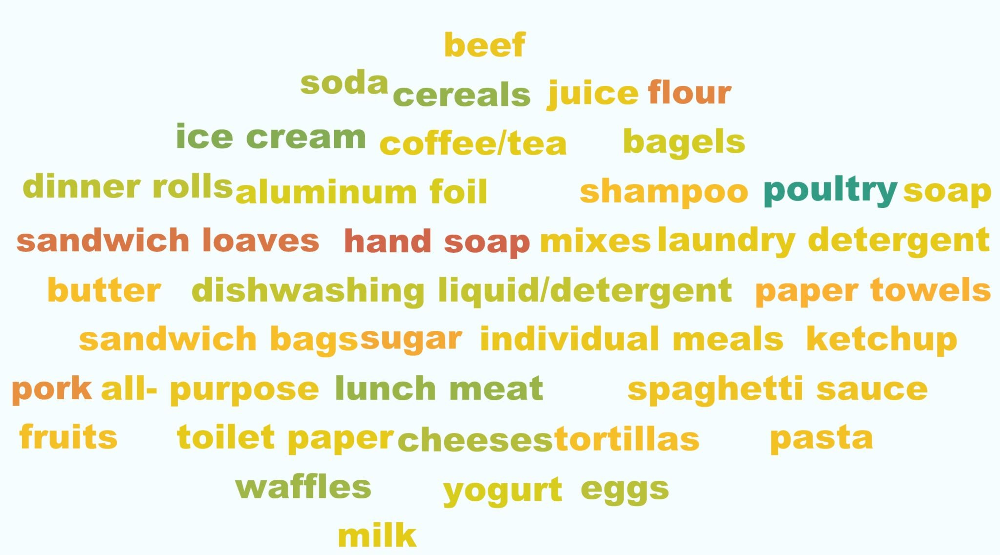 beef
soda cereals juice flour
ice cream coffee/tea bagels
dinner rolls aluminum foil shampoo poultry soap
sandwich loaves hand soap mixes laundry detergent
butter dishwashing liquid/detergent paper towels
sandwich bags sugar individual meals ketchup
pork all- purpose lunch meat spaghetti sauce
fruits toilet paper cheeses tortillas pasta
waffles yogurt eggs
milk